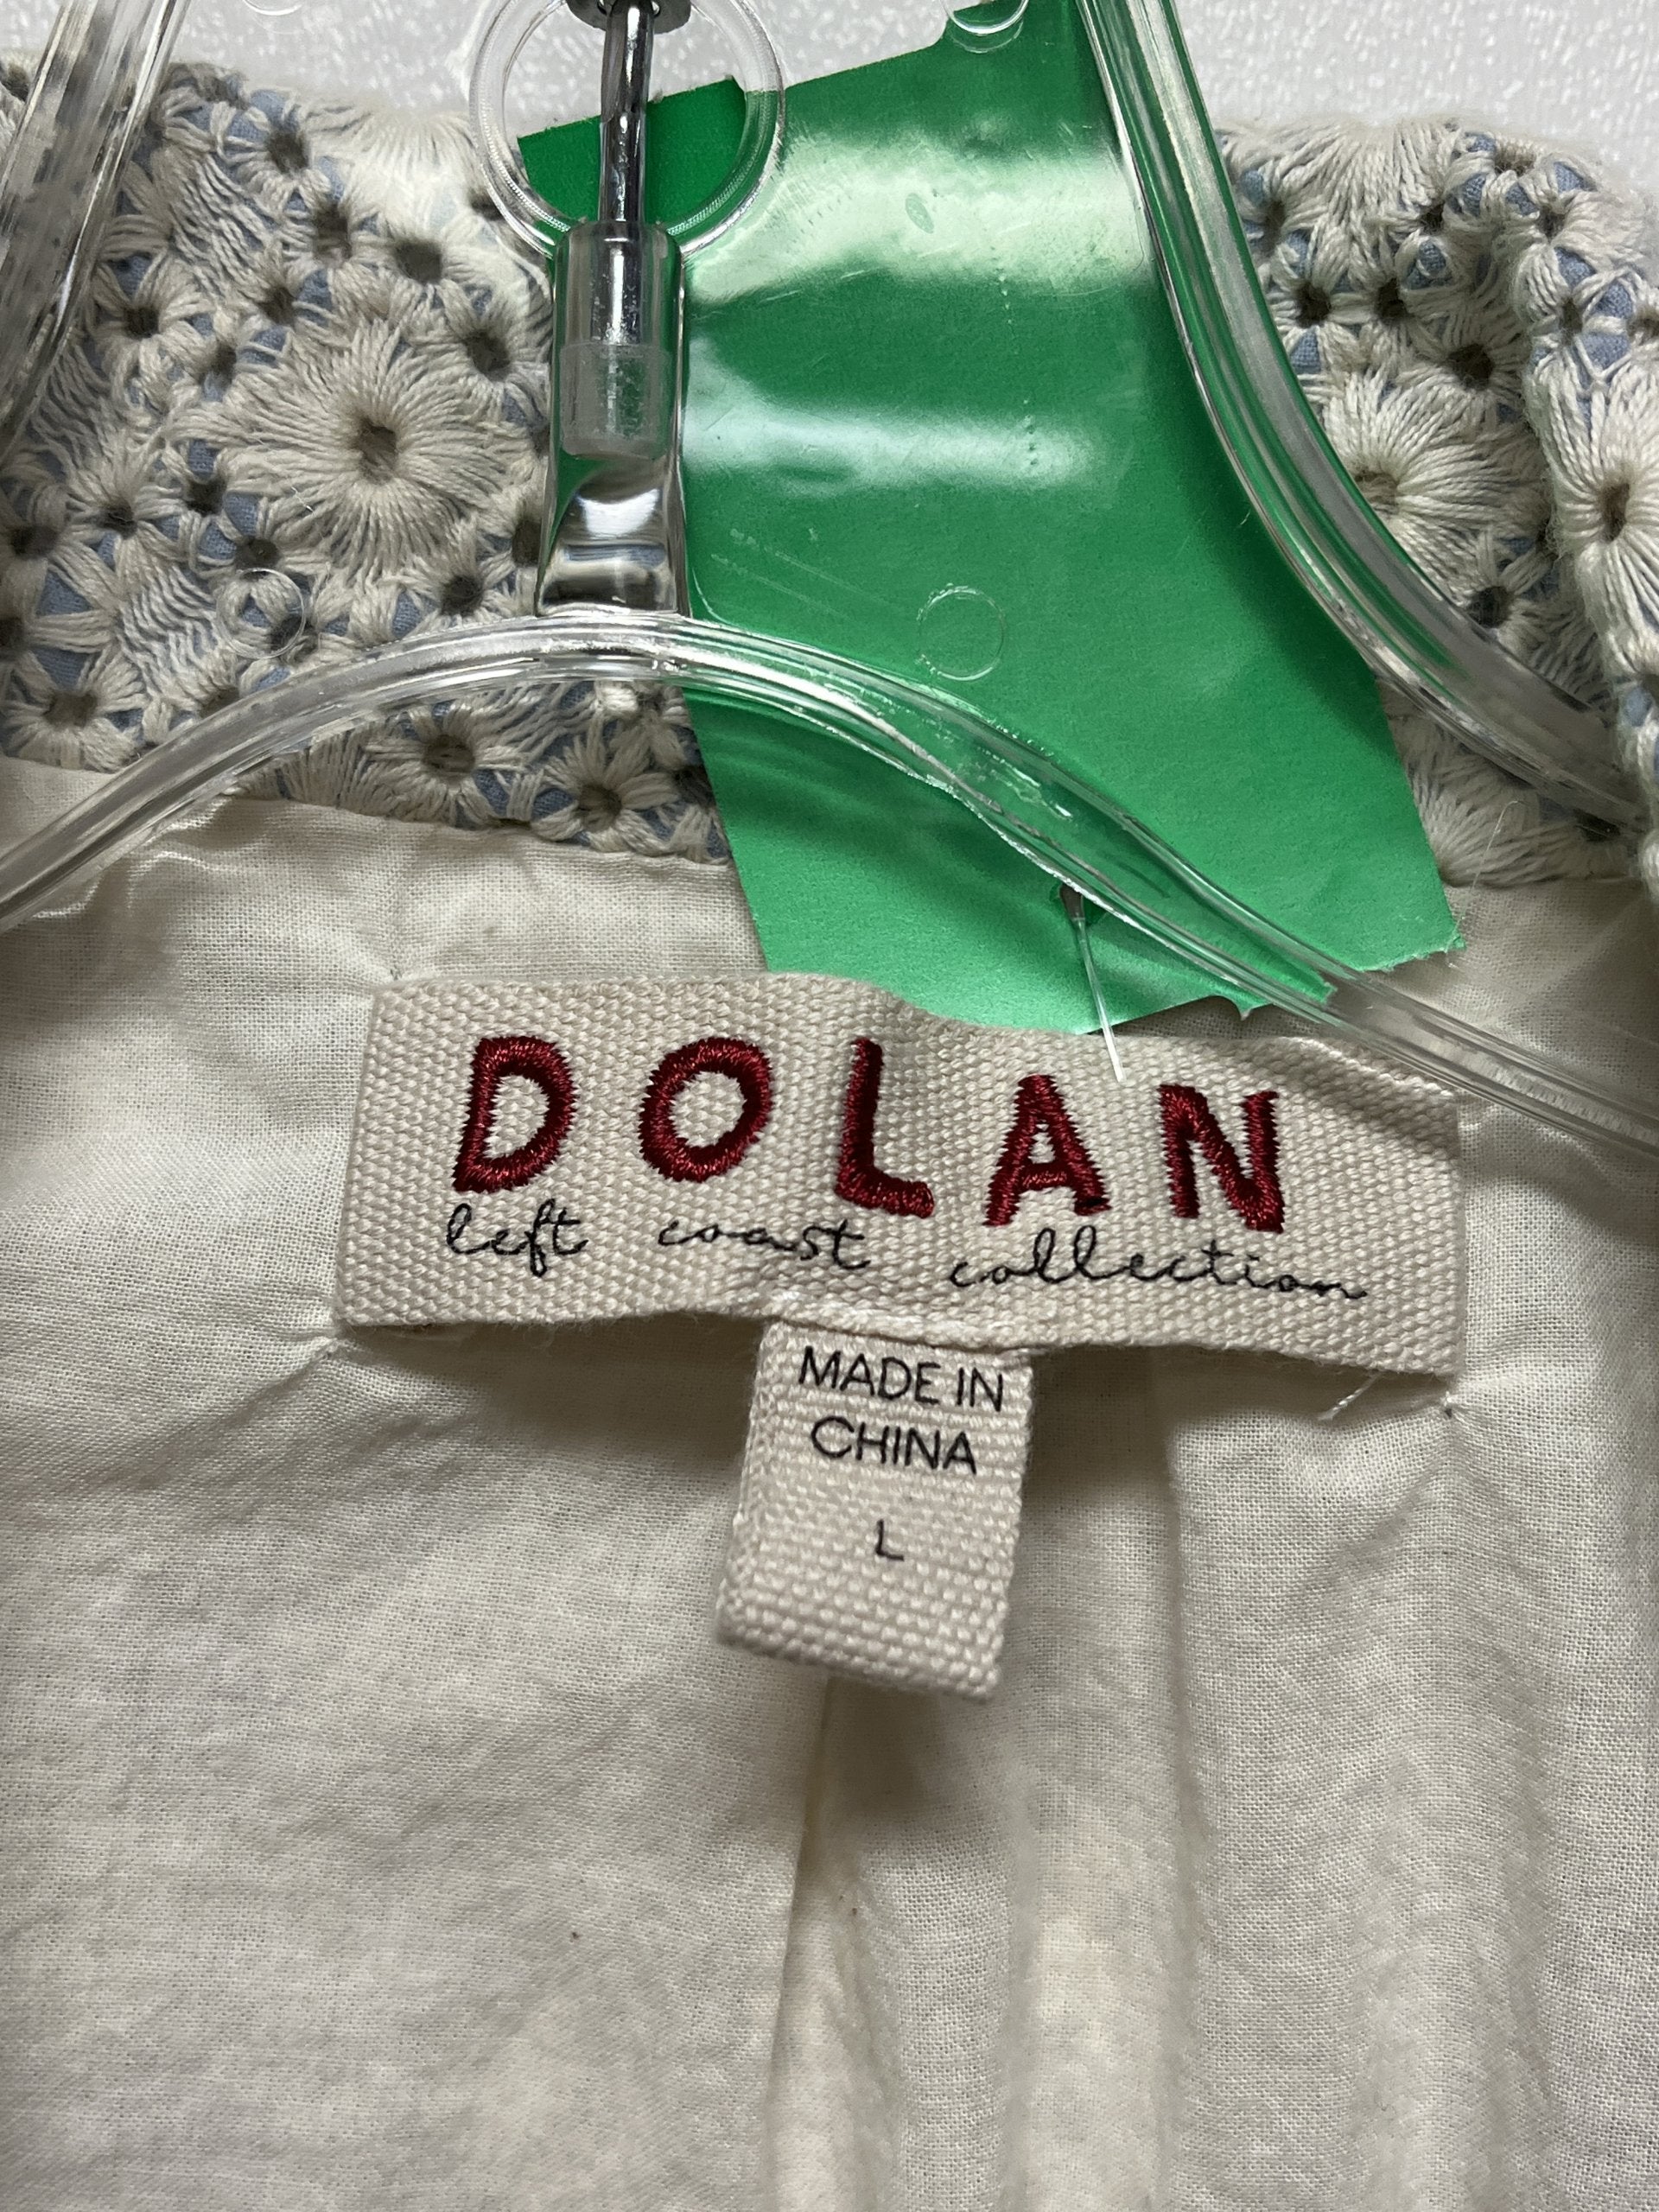 DOLAN
left coast collection
MADE IN
CHINA
L